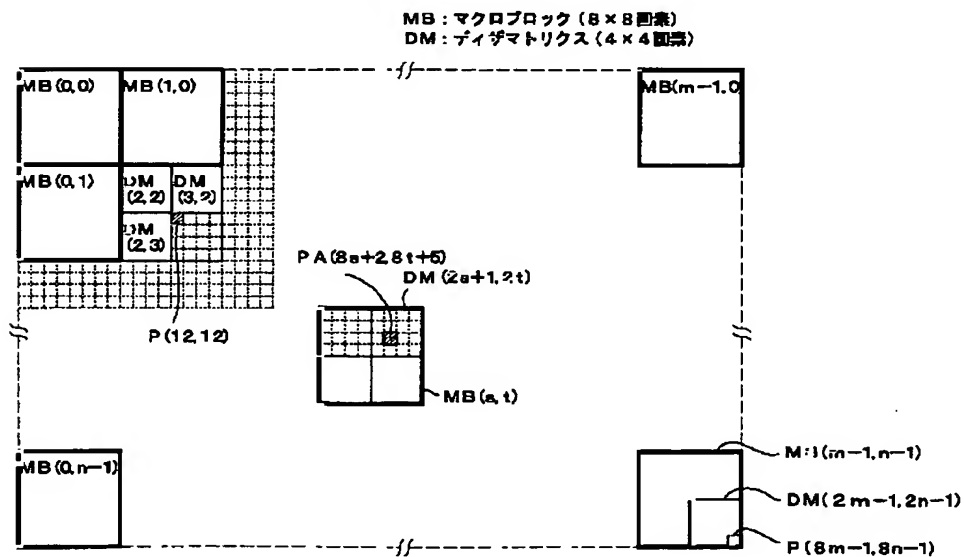 MB:マクロブロック(8×8画素)
DM:ディザマトリクス(4×4画素)
MB(0,0)
MB(1,0)
MB(m-1,0
MB(0,1)
DM
(2,2)
DM
(3,2)
DM
(2,3)
PA(8a+2,8t+5)
DM(2a+1,2t)
P(12,12)
MB(a,t)
MB(0,n-1)
MB(m-1,n-1)
DM(2m-1,2n-1)
P(8m-1,8n-1)